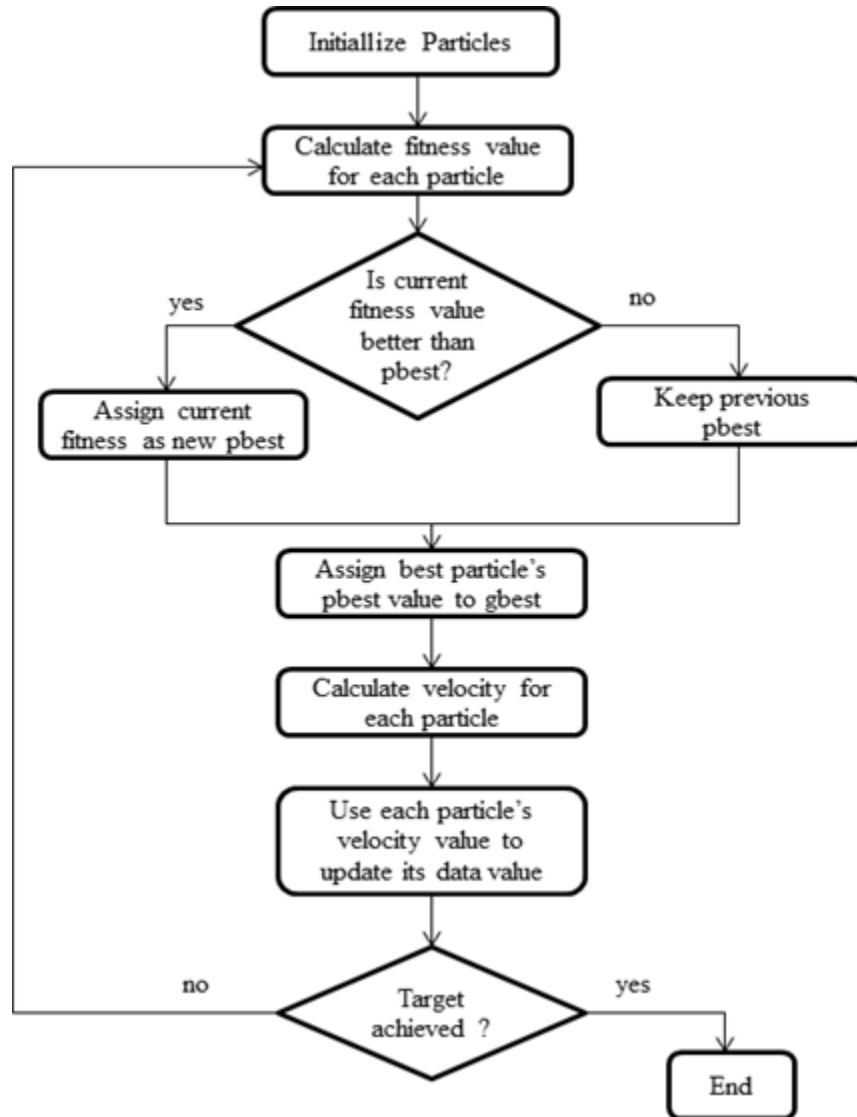 Initiallize Particles
Calculate fitness value
for each particle
Is current
fitness value
better than
pbest?
yes
no
Assign current
fitness as new pbest
Keep previous
pbest
Assign best particle's
pbest value to gbest
Calculate velocity for
each particle
Use each particle's
velocity value to
update its data value
Target
achieved ?
no
yes
End